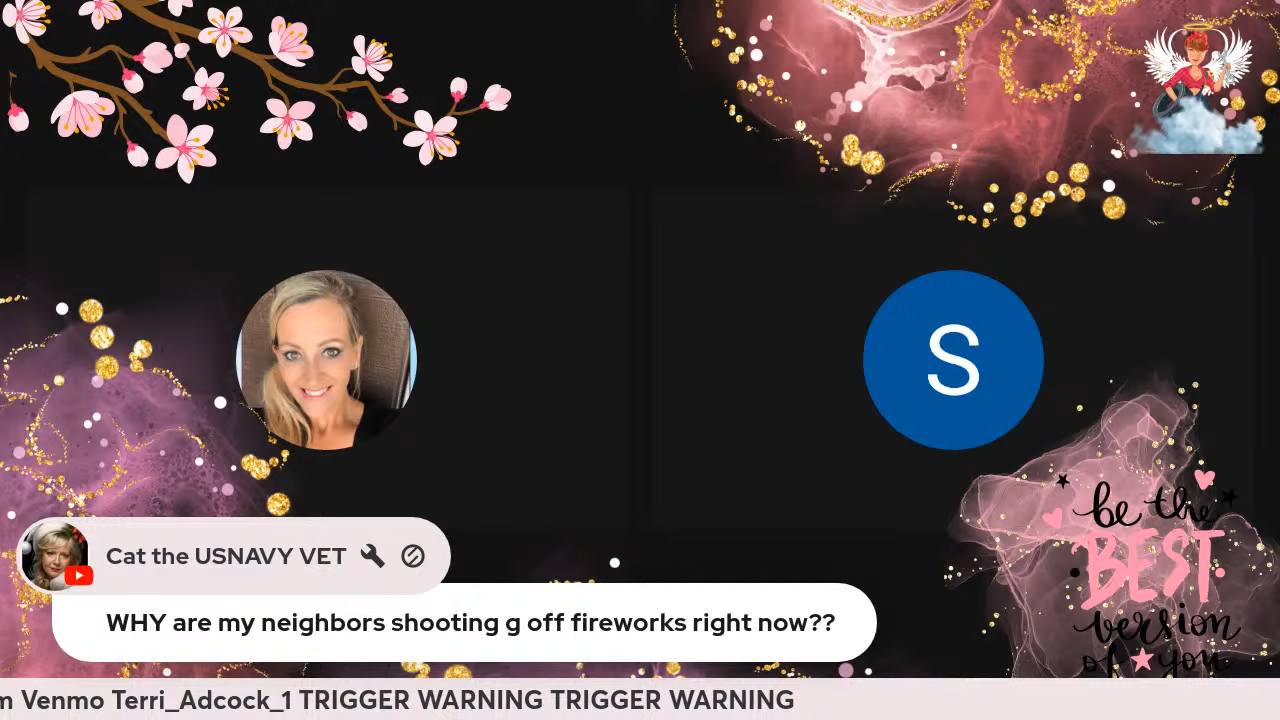 S
be the
BEST
version
of you
Cat the USNAVY VET
WHY are my neighbors shooting g off fireworks right now??
Venmo Terri_Adcock_1 TRIGGER WARNING TRIGGER WARNING